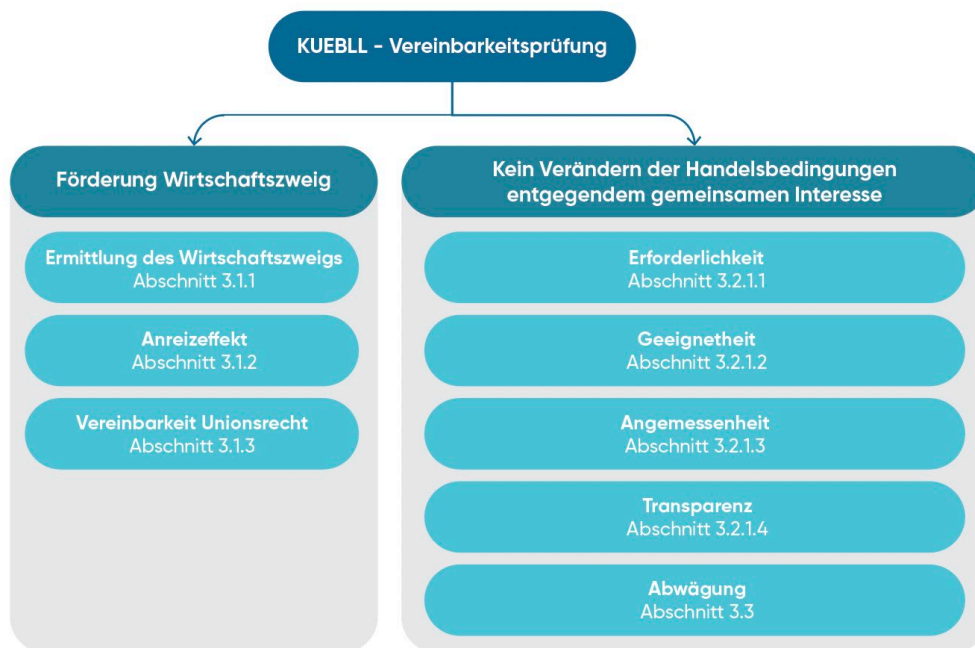 KUEBLL - Vereinbarkeitsprüfung
Förderung Wirtschaftszweig
Ermittlung des Wirtschaftszweigs
Abschnitt 3.1.1
Anreizeffekt
Abschnitt 3.1.2
Vereinbarkeit Unionsrecht
Abschnitt 3.1.3
Kein Verändern der Handelsbedingungen
entgegendem gemeinsamen Interesse
Erforderlichkeit
Abschnitt 3.2.1.1
Geeignetheit
Abschnitt 3.2.1.2
Angemessenheit
Abschnitt 3.2.1.3
Transparenz
Abschnitt 3.2.1.4
Abwägung
Abschnitt 3.3